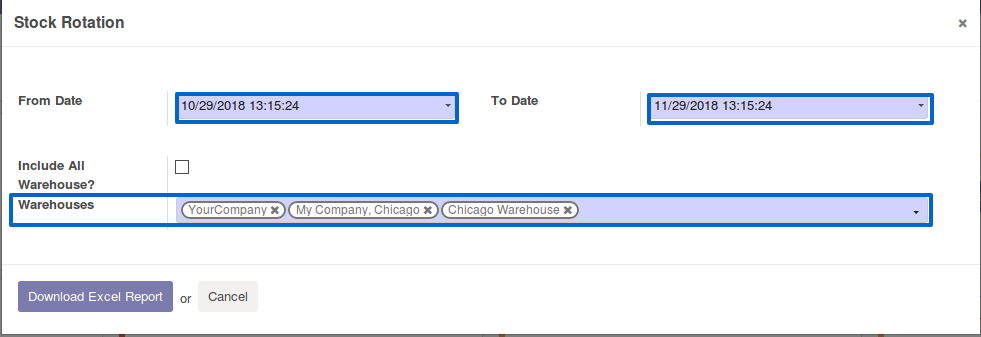 Stock Rotation ×
From Date 10/29/2018 13:15:24 To Date 11/29/2018 13:15:24
Include All
Warehouse?
Warehouses YourCompany ✖ My Company, Chicago ✖ Chicago Warehouse ✖
Download Excel Report or Cancel